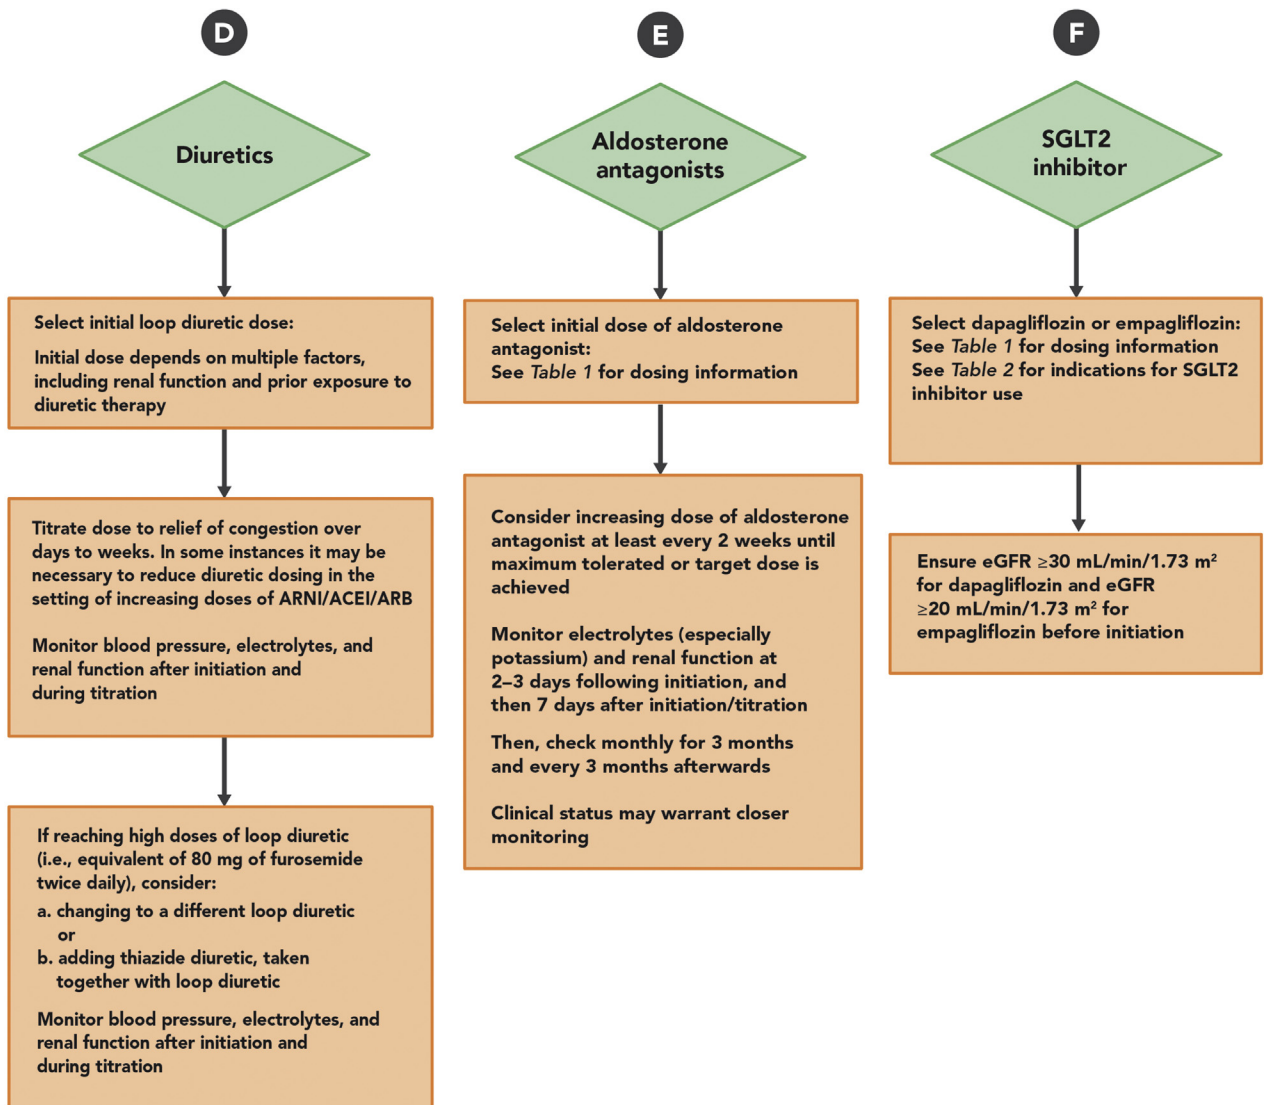 D
Diuretics
Select initial loop diuretic dose:
Initial dose depends on multiple factors,
including renal function and prior exposure to
diuretic therapy
Titrate dose to relief of congestion over
days to weeks. In some instances it may be
necessary to reduce diuretic dosing in the
setting of increasing doses of ARNI/ACEI/ARB
Monitor blood pressure, electrolytes, and
renal function after initiation and
during titration
If reaching high doses of loop diuretic
(i.e., equivalent of 80 mg of furosemide
twice daily), consider:
a. changing to a different loop diuretic
or
b. adding thiazide diuretic, taken
together with loop diuretic
Monitor blood pressure, electrolytes, and
renal function after initiation and
during titration
E
Aldosterone
antagonists
Select initial dose of aldosterone
antagonist:
See Table 1 for dosing information
Consider increasing dose of aldosterone
antagonist at least every 2 weeks until
maximum tolerated or target dose is
achieved
Monitor electrolytes (especially
potassium) and renal function at
2–3 days following initiation, and
then 7 days after initiation/titration
Then, check monthly for 3 months
and every 3 months afterwards
Clinical status may warrant closer
monitoring
F
SGLT2
inhibitor
Select dapagliflozin or empagliflozin:
See Table 1 for dosing information
See Table 2 for indications for SGLT2
inhibitor use
Ensure eGFR ≥30 mL/min/1.73 m²
for dapagliflozin and eGFR
≥20 mL/min/1.73 m² for
empagliflozin before initiation